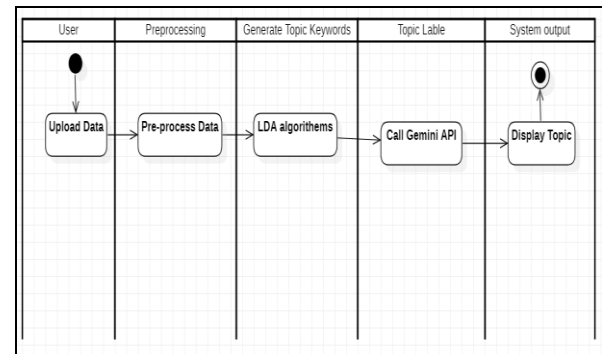 User
Preprocessing
Generate Topic Keywords
Topic Lable
System output
Upload Data
Pre-process Data
LDA algorithems
Call Gemini API
Display Topic